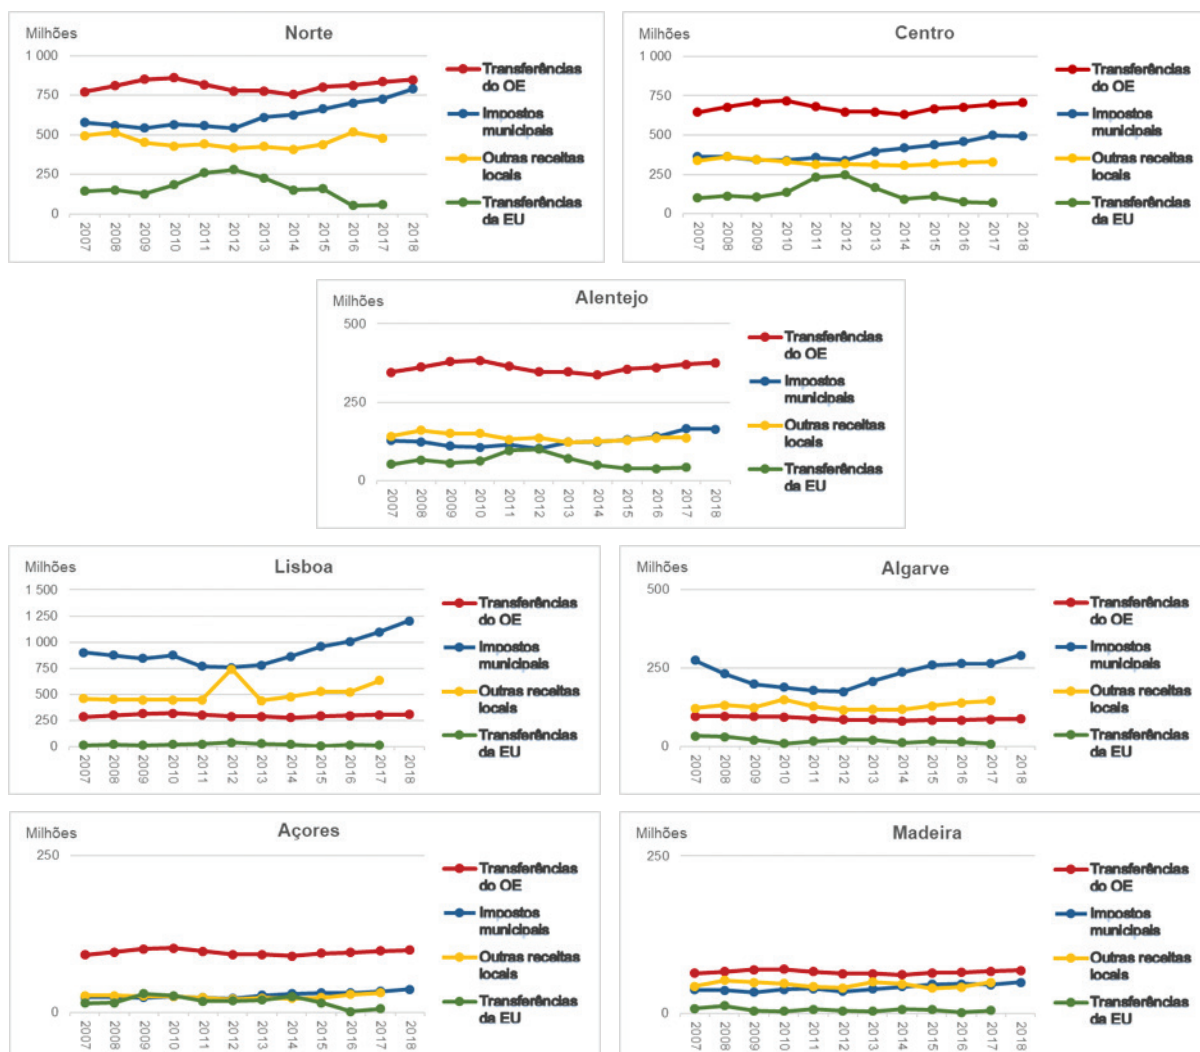 Milhões
Norte
1 000
750
500
250
0
2007
2008
2009
2010
2011
2012
2013
2014
2015
2016
2017
2018
Transferências
do OE
Impostos
municipais
Outras receitas
locais
Transferências
da EU
Milhões
Centro
1 000
750
500
250
0
2007
2008
2009
2010
2011
2012
2013
2014
2015
2016
2017
2018
Transferências
do OE
Impostos
municipais
Outras receitas
locais
Transferências
da EU
Milhões
Alentejo
500
250
0
2007
2008
2009
2010
2011
2012
2013
2014
2015
2016
2017
2018
Transferências
do OE
Impostos
municipais
Outras receitas
locais
Transferências
da EU
Milhões
Lisboa
1 500
1 250
1 000
750
500
250
0
2007
2008
2009
2010
2011
2012
2013
2014
2015
2016
2017
2018
Transferências
do OE
Impostos
municipais
Outras receitas
locais
Transferências
da EU
Milhões
Algarve
500
250
0
2007
2008
2009
2010
2011
2012
2013
2014
2015
2016
2017
2018
Transferências
do OE
Impostos
municipais
Outras receitas
locais
Transferências
da EU
Milhões
Açores
250
0
2007
2008
2009
2010
2011
2012
2013
2014
2015
2016
2017
2018
Transferências
do OE
Impostos
municipais
Outras receitas
locais
Transferências
da EU
Milhões
Madeira
250
0
2007
2008
2009
2010
2011
2012
2013
2014
2015
2016
2017
2018
Transferências
do OE
Impostos
municipais
Outras receitas
locais
Transferências
da EU